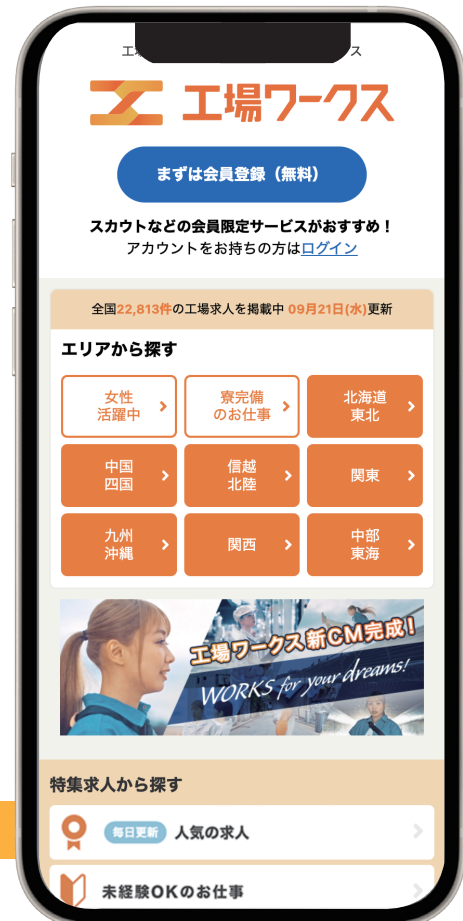 工場ワークス
まずは会員登録（無料）
スカウトなどの会員限定サービスがおすすめ！
アカウントをお持ちの方はログイン
全国22,813件の工場求人を掲載中 09月21日(水)更新
エリアから探す
女性
活躍中
寮完備
のお仕事
北海道
東北
中国
四国
信越
北陸
関東
九州
沖縄
関西
中部
東海
工場ワークス新CM完成！
WORKS for your dreams!
特集求人から探す
毎日更新 人気の求人
未経験OKのお仕事